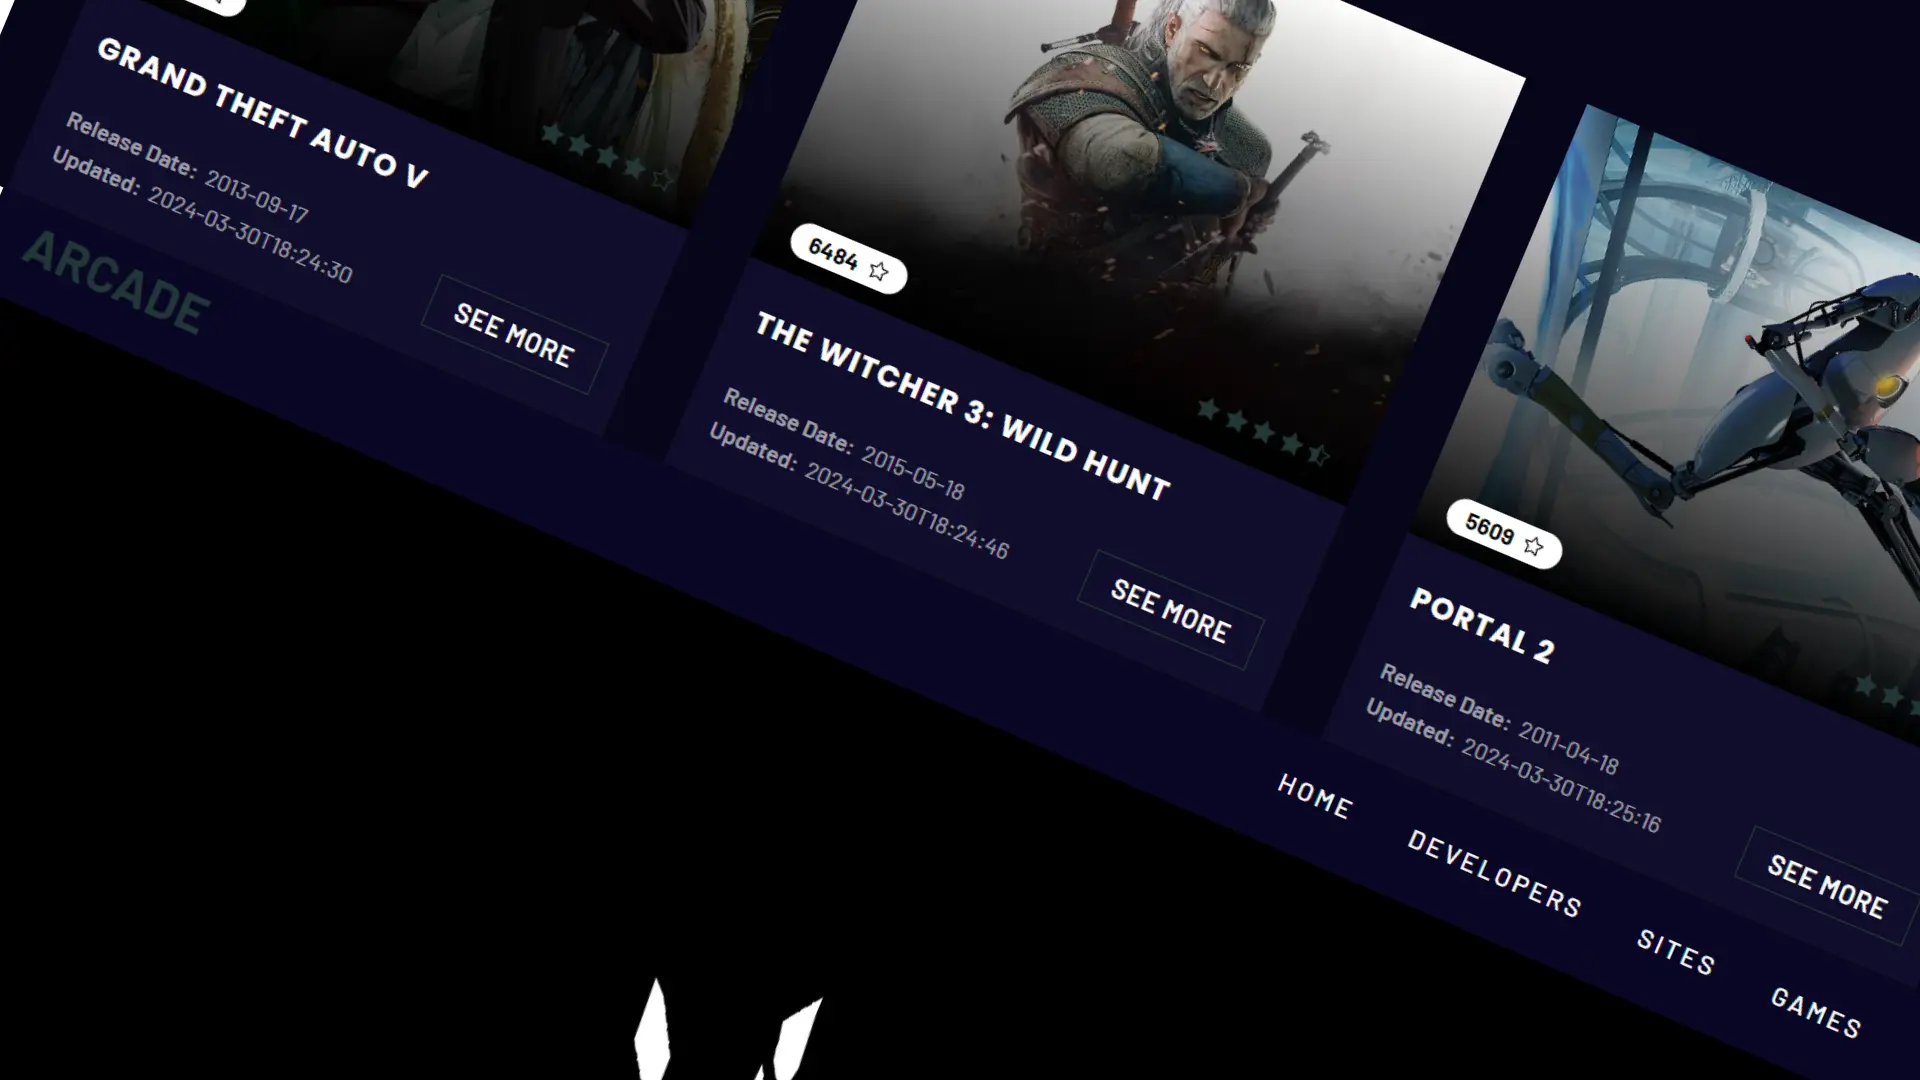 GRAND THEFT AUTO V
Release Date: 2013-09-17
Updated: 2024-03-30T18:24:30
SEE MORE
6484
THE WITCHER 3: WILD HUNT
Release Date: 2015-05-18
Updated: 2024-03-30T18:24:46
SEE MORE
5609
PORTAL 2
Release Date: 2011-04-18
Updated: 2024-03-30T18:25:16
SEE MORE
ARCADE
HOME
DEVELOPERS
SITES
GAMES